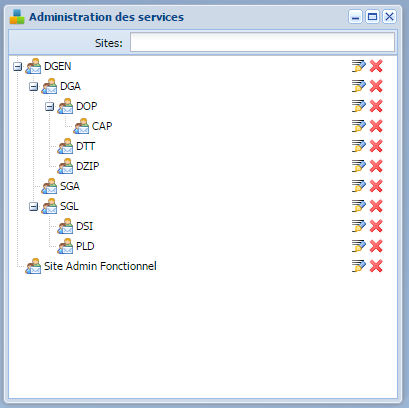 Administration des services
Sites:
DGEN
DGA
DOP
CAP
DTT
DZIP
SGA
SGL
DSI
PLD
Site Admin Fonctionnel